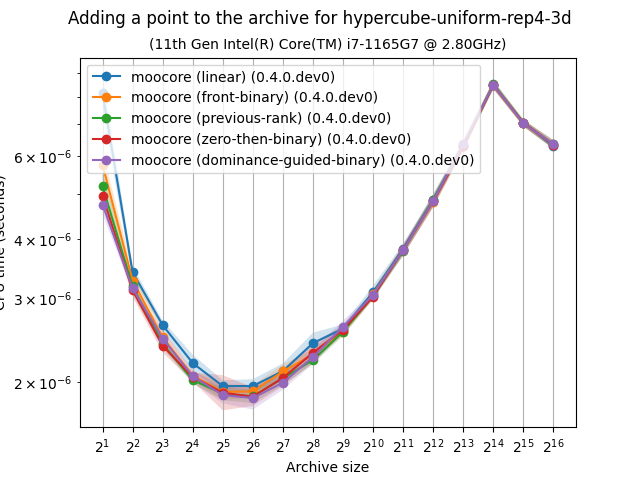 Adding a point to the archive for hypercube-uniform-rep4-3d
(11th Gen Intel(R) Core(TM) i7-1165G7 @ 2.80GHz)
moocore (linear) (0.4.0.dev0)
moocore (front-binary) (0.4.0.dev0)
moocore (previous-rank) (0.4.0.dev0)
moocore (zero-then-binary) (0.4.0.dev0)
moocore (dominance-guided-binary) (0.4.0.dev0)
6 × 10⁻⁶
4 × 10⁻⁶
3 × 10⁻⁶
2 × 10⁻⁶
CPU time (seconds)
2¹ 2² 2³ 2⁴ 2⁵ 2⁶ 2⁷ 2⁸ 2⁹ 2¹⁰ 2¹¹ 2¹² 2¹³ 2¹⁴ 2¹⁵ 2¹⁶
Archive size